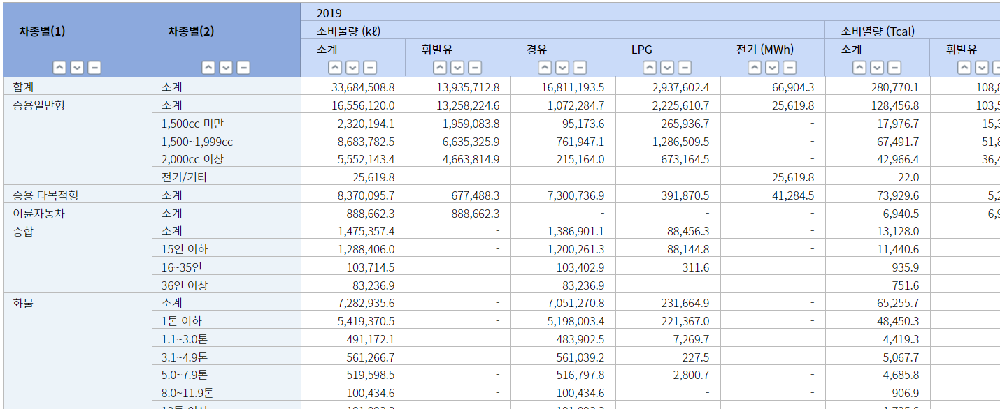 2019
차종별(1) 차종별(2) 소비물량 (kℓ) 소비열량 (Tcal)
소계 휘발유 경유 LPG 전기 (MWh) 소계 휘발유
합계 소계 33,684,508.8 13,935,712.8 16,811,193.5 2,937,602.4 66,904.3 280,770.1 108,8
승용일반형 소계 16,556,120.0 13,258,224.6 1,072,284.7 2,225,610.7 25,619.8 128,456.8 103,5
1,500cc 미만 2,320,194.1 1,959,083.8 95,173.6 265,936.7 - 17,976.7 15,3
1,500~1,999cc 8,683,782.5 6,635,325.9 761,947.1 1,286,509.5 - 67,491.7 51,8
2,000cc 이상 5,552,143.4 4,663,814.9 215,164.0 673,164.5 - 42,966.4 36,4
전기/기타 25,619.8 - - - 25,619.8 22.0
승용 다목적형 소계 8,370,095.7 677,488.3 7,300,736.9 391,870.5 41,284.5 73,929.6 5,2
이륜자동차 소계 888,662.3 888,662.3 - - - 6,940.5 6,9
승합 소계 1,475,357.4 - 1,386,901.1 88,456.3 - 13,128.0
15인 이하 1,288,406.0 - 1,200,261.3 88,144.8 - 11,440.6
16~35인 103,714.5 - 103,402.9 311.6 - 935.9
36인 이상 83,236.9 - 83,236.9 - - 751.6
화물 소계 7,282,935.6 - 7,051,270.8 231,664.9 - 65,255.7
1톤 이하 5,419,370.5 - 5,198,003.4 221,367.0 - 48,450.3
1.1~3.0톤 491,172.1 - 483,902.5 7,269.7 - 4,419.3
3.1~4.9톤 561,266.7 - 561,039.2 227.5 - 5,067.7
5.0~7.9톤 519,598.5 - 516,797.8 2,800.7 - 4,685.8
8.0~11.9톤 100,434.6 - 100,434.6 - - 906.9